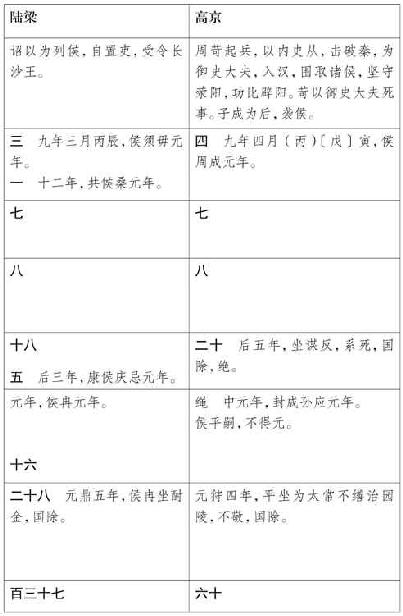 陆梁
诏以为列侯，自置吏，受令长
沙王。
三　九年三月丙辰，侯须毋元
年。
一　十二年，共侯桑元年。
七
八
十八
五　后三年，康侯庆忌元年。
元年，侯冉元年。
十六
二十八　元鼎五年，侯冉坐酎
金，国除。
百三十七
高京
周苛起兵，以内史从，击破秦，为
御史大夫，入汉，围取诸侯，坚守
荥阳，功比辟阳。苛以御史大夫死
事。子成为后，袭侯。
四　九年四月〔丙〕〔戊〕寅，侯
周成元年。
七
八
二十　后五年，坐谋反，系死，国
除，绝。
绳　中元年，封成孙应元年。
侯平嗣，不得元。
元狩四年，平坐为太常不缮治园
陵，不敬，国除。
六十